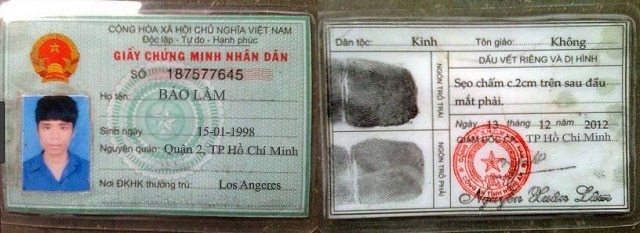 CỘNG HÒA XÃ HỘI CHỦ NGHĨA VIỆT NAM
Độc lập - Tự do - Hạnh phúc
GIẤY CHỨNG MINH NHÂN DÂN
SỐ 187577645
Họ tên: BẢO LÂM
Sinh ngày: 15-01-1998
Nguyên quán: Quận 2, TP Hồ Chí Minh
Nơi ĐKHK thường trú: Los Angeres
Dân tộc: Kinh Tôn giáo: Không
DẤU VẾT RIÊNG VÀ DỊ HÌNH
Sẹo chấm c.2cm trên sau đầu
mắt phải.
NGÓN TRỎ TRÁI
Ngày 13 tháng 12 năm 2012
GIÁM ĐỐC CA: TP Hồ Chí Minh
NGÓN TRỎ PHẢI
Nguyễn Xuân